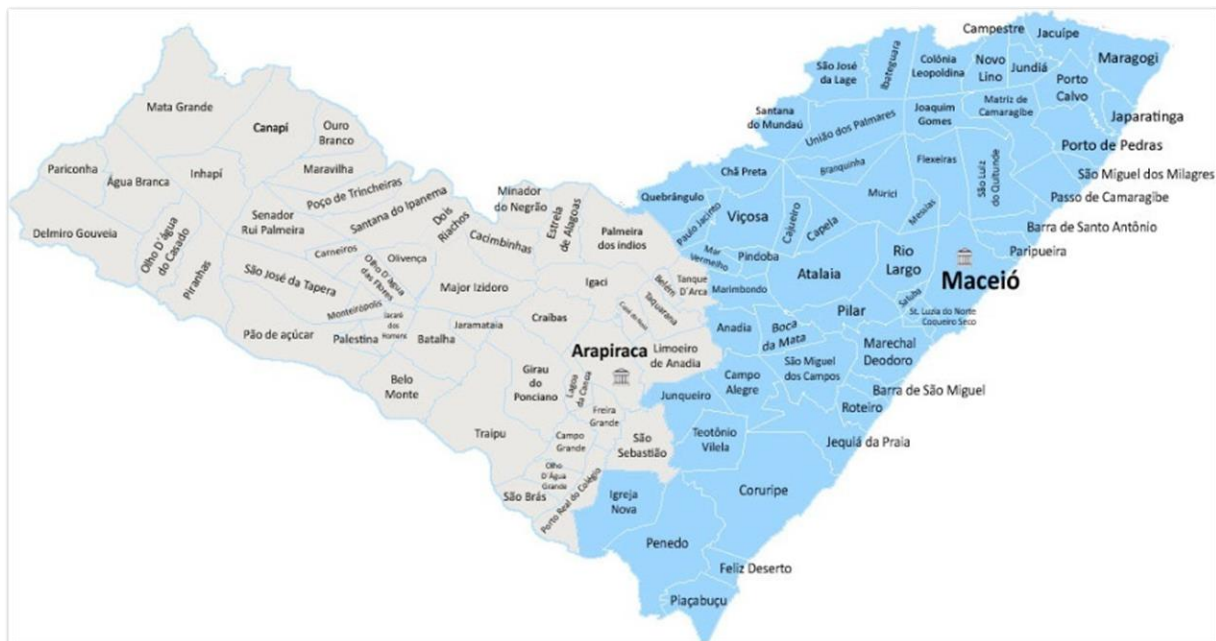 Mata Grande
Canapi
Ouro
Branco
Pariconha
Água Branca
Inhapi
Maravilha
Poço de Trincheiras
Delmiro Gouveia
Olho D´água
do Casado
Piranhas
Senador
Rui Palmeira
Santana do Ipanema
Carneiros
Dois
Riachos
Minador
do Negrão
Cacimbinhas
Estrela
de Alagoas
Palmeira
dos índios
São José da Tapera
Olho D´água
das Flores
Olivença
Major Izidoro
Igaci
Belém
Tanque
D´Arca
Monteirópolis
Jacaré
dos
Homens
Pão de açúcar
Palestina
Batalha
Jaramataia
Craíbas
Taquarana
Arapiraca
Limoeiro
de Anadia
Belo
Monte
Girau
do
Ponciano
Lagoa
da Canoa
Freira
Grande
Traipu
Campo
Grande
São
Sebastião
Olho
D´Água
Grande
São Brás
Porto Real do Colégio
São José
da Lage
Ibateguara
Colônia
Leopoldina
Campestre
Novo
Lino
Jacuípe
Jundiá
Maragogi
Porto
Calvo
Santana
do Mundaú
União dos Palmares
Joaquim
Gomes
Matriz de
Camaragibe
Japaratinga
Porto de Pedras
Chã Preta
Branquinha
Flexeiras
São Luiz
do Quitunde
São Miguel dos Milagres
Quebrângulo
Paulo Jacinto
Viçosa
Cajueiro
Capela
Murici
Messias
Passo de Camaragibe
Barra de Santo Antônio
Mar
Vermelho
Pindoba
Atalaia
Rio
Largo
Paripueira
Maceió
Marimbondo
Pilar
Satuba
St. Luzia do Norte
Coqueiro Seco
Anadia
Boca
da Mata
Marechal
Deodoro
São Miguel
dos Campos
Campo
Alegre
Barra de São Miguel
Junqueiro
Roteiro
Teotônio
Vilela
Jequiá da Praia
Coruripe
Igreja
Nova
Penedo
Feliz Deserto
Piaçabuçu